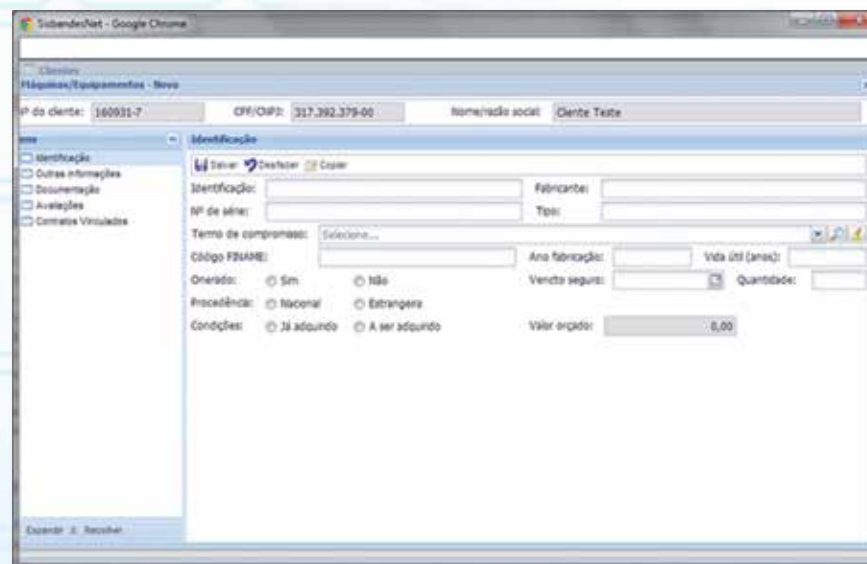 SisbandesNet - Google Chrome
Clientes
Máquinas/Equipamentos - Novo
Nº do cliente: 160931-7 CPF/CNPJ: 317.392.379-00 Nome/razão social: Cliente Teste
Identificação
Identificação
Outras informações
Documentação
Avaliações
Contratos Vinculados
Salvar Desfazer Copiar
Identificação: Fabricante:
Nº de série: Tipo:
Termo de compromisso: Selecione...
Código FINAME: Ano fabricação: Vida útil (anos):
Onerado: Sim Não Vencto seguro: Quantidade:
Procedência: Nacional Estrangera
Condições: Já adquirido A ser adquirido Valor orçado: 0,00
Expandir Recolher